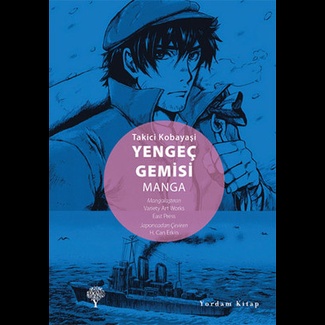 Takici Kobayaşi
YENGEÇ
GEMİSİ
MANGA
Mangalaştıran
Variety Art Works
East Press
Japoncadan Çeviren
H. Can Erkin
Yordam Kitap